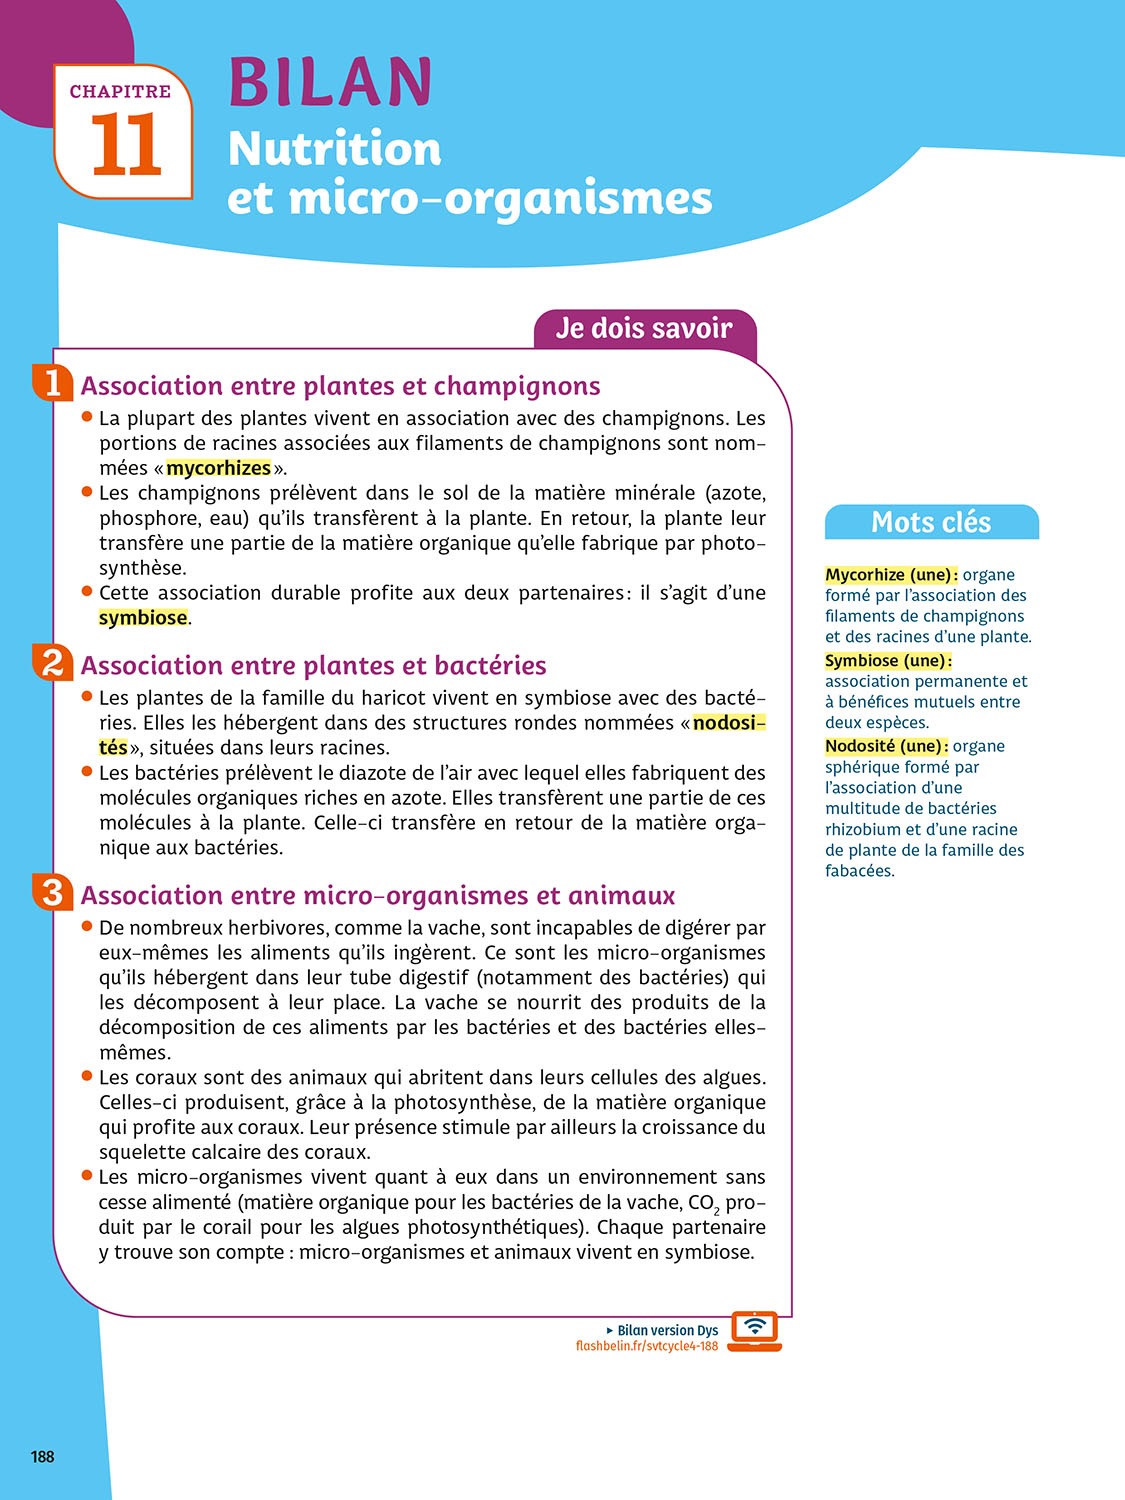 CHAPITRE
11
BILAN
Nutrition
et micro-organismes
Je dois savoir
1 Association entre plantes et champignons
• La plupart des plantes vivent en association avec des champignons. Les
portions de racines associées aux filaments de champignons sont nom-
mées « mycorhizes ».
• Les champignons prélèvent dans le sol de la matière minérale (azote,
phosphore, eau) qu’ils transfèrent à la plante. En retour, la plante leur
transfère une partie de la matière organique qu’elle fabrique par photo-
synthèse.
• Cette association durable profite aux deux partenaires : il s’agit d’une
symbiose.
2 Association entre plantes et bactéries
• Les plantes de la famille du haricot vivent en symbiose avec des bacté-
ries. Elles les hébergent dans des structures rondes nommées « nodosi-
tés », situées dans leurs racines.
• Les bactéries prélèvent le diazote de l’air avec lequel elles fabriquent des
molécules organiques riches en azote. Elles transfèrent une partie de ces
molécules à la plante. Celle-ci transfère en retour de la matière orga-
nique aux bactéries.
3 Association entre micro-organismes et animaux
• De nombreux herbivores, comme la vache, sont incapables de digérer par
eux-mêmes les aliments qu’ils ingèrent. Ce sont les micro-organismes
qu’ils hébergent dans leur tube digestif (notamment des bactéries) qui
les décomposent à leur place. La vache se nourrit des produits de la
décomposition de ces aliments par les bactéries et des bactéries elles-
mêmes.
• Les coraux sont des animaux qui abritent dans leurs cellules des algues.
Celles-ci produisent, grâce à la photosynthèse, de la matière organique
qui profite aux coraux. Leur présence stimule par ailleurs la croissance du
squelette calcaire des coraux.
• Les micro-organismes vivent quant à eux dans un environnement sans
cesse alimenté (matière organique pour les bactéries de la vache, CO₂ pro-
duit par le corail pour les algues photosynthétiques). Chaque partenaire
y trouve son compte : micro-organismes et animaux vivent en symbiose.
Mots clés
Mycorhize (une) : organe
formé par l’association des
filaments de champignons
et des racines d’une plante.
Symbiose (une) :
association permanente et
à bénéfices mutuels entre
deux espèces.
Nodosité (une) : organe
sphérique formé par
l’association d’une
multitude de bactéries
rhizobium et d’une racine
de plante de la famille des
fabacées.
▸ Bilan version Dys
flashbelin.fr/svtcycle4-188
188